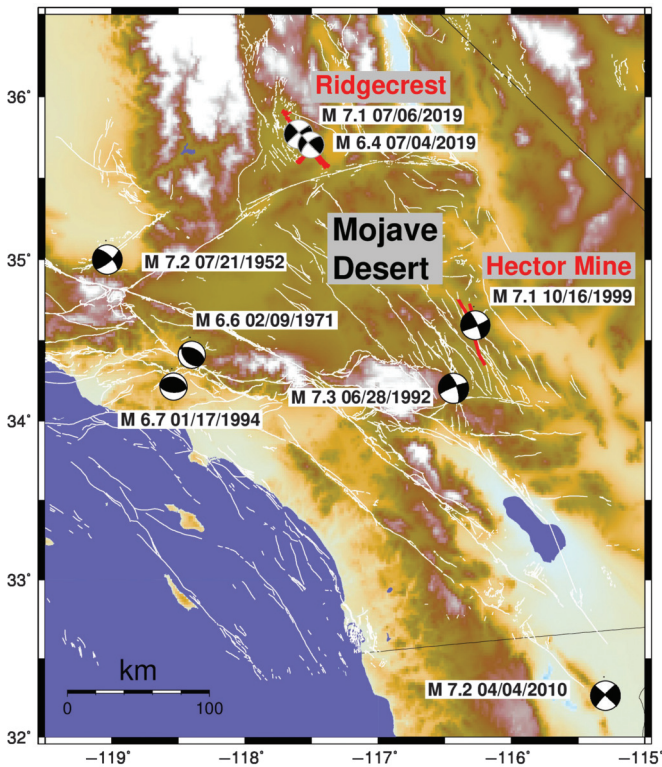 36°
Ridgecrest
M 7.1 07/06/2019
M 6.4 07/04/2019
Mojave
Desert
35°
M 7.2 07/21/1952
Hector Mine
M 7.1 10/16/1999
M 6.6 02/09/1971
M 7.3 06/28/1992
34°
M 6.7 01/17/1994
33°
km
0 100
M 7.2 04/04/2010
32°
−119° −118° −117° −116° −115°